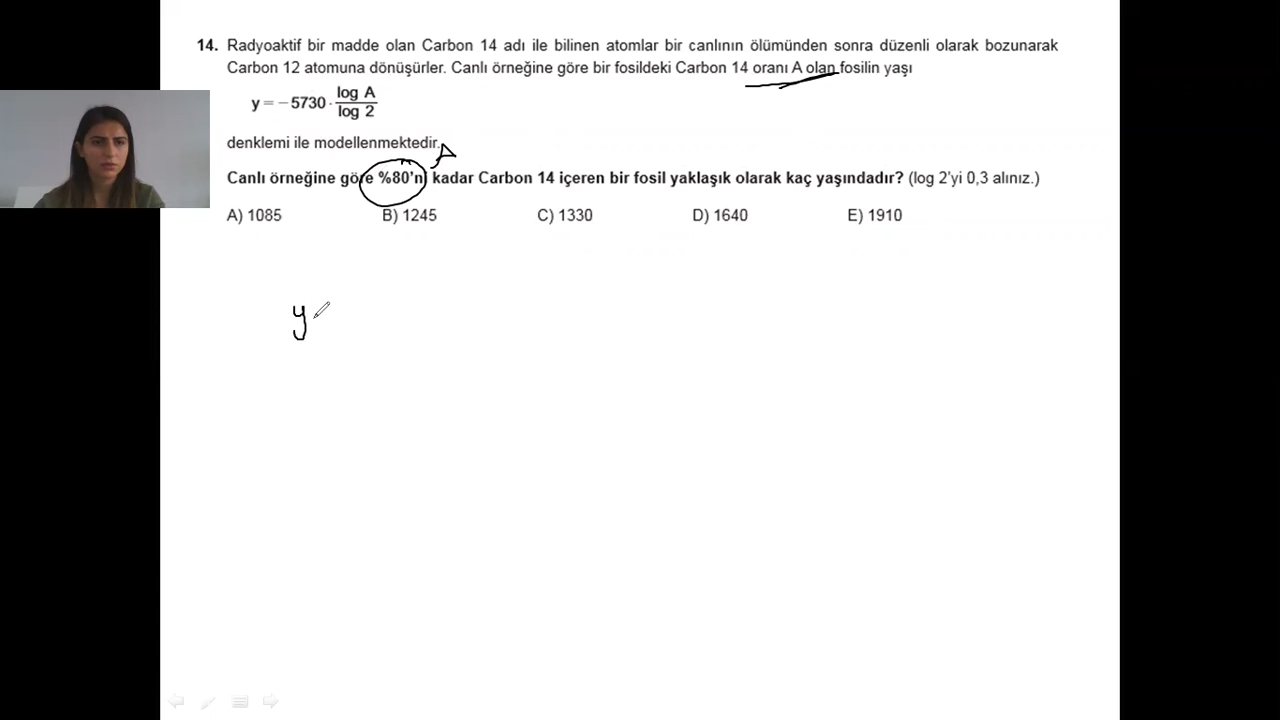 14. Radyoaktif bir madde olan Carbon 14 adı ile bilinen atomlar bir canlının ölümünden sonra düzenli olarak bozunarak
Carbon 12 atomuna dönüşürler. Canlı örneğine göre bir fosildeki Carbon 14 oranı A olan fosilin yaşı
y = − 5730 · log A / log 2
denklemi ile modellenmektedir.
A
Canlı örneğine göre %80'ni kadar Carbon 14 içeren bir fosil yaklaşık olarak kaç yaşındadır? (log 2'yi 0,3 alınız.)
A) 1085 B) 1245 C) 1330 D) 1640 E) 1910
y